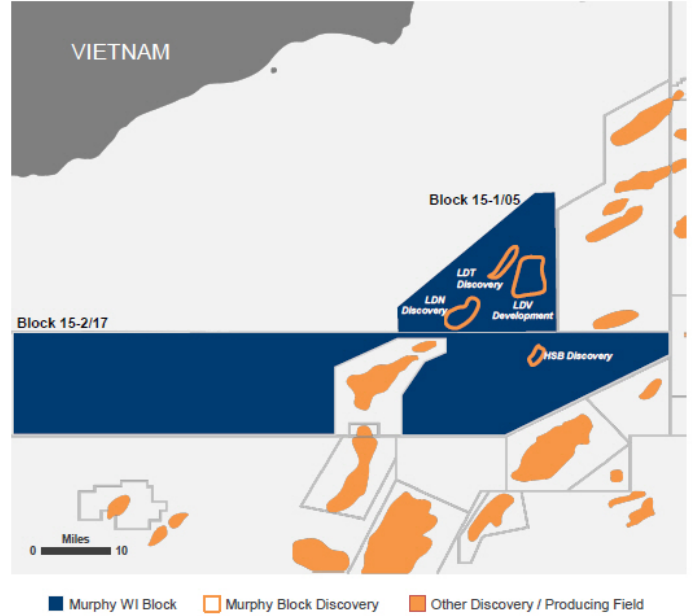 VIETNAM
Block 15-1/05
LDT
Discovery
LDN
Discovery
LDV
Development
Block 15-2/17
HSB Discovery
Miles
0 10
Murphy WI Block Murphy Block Discovery Other Discovery / Producing Field